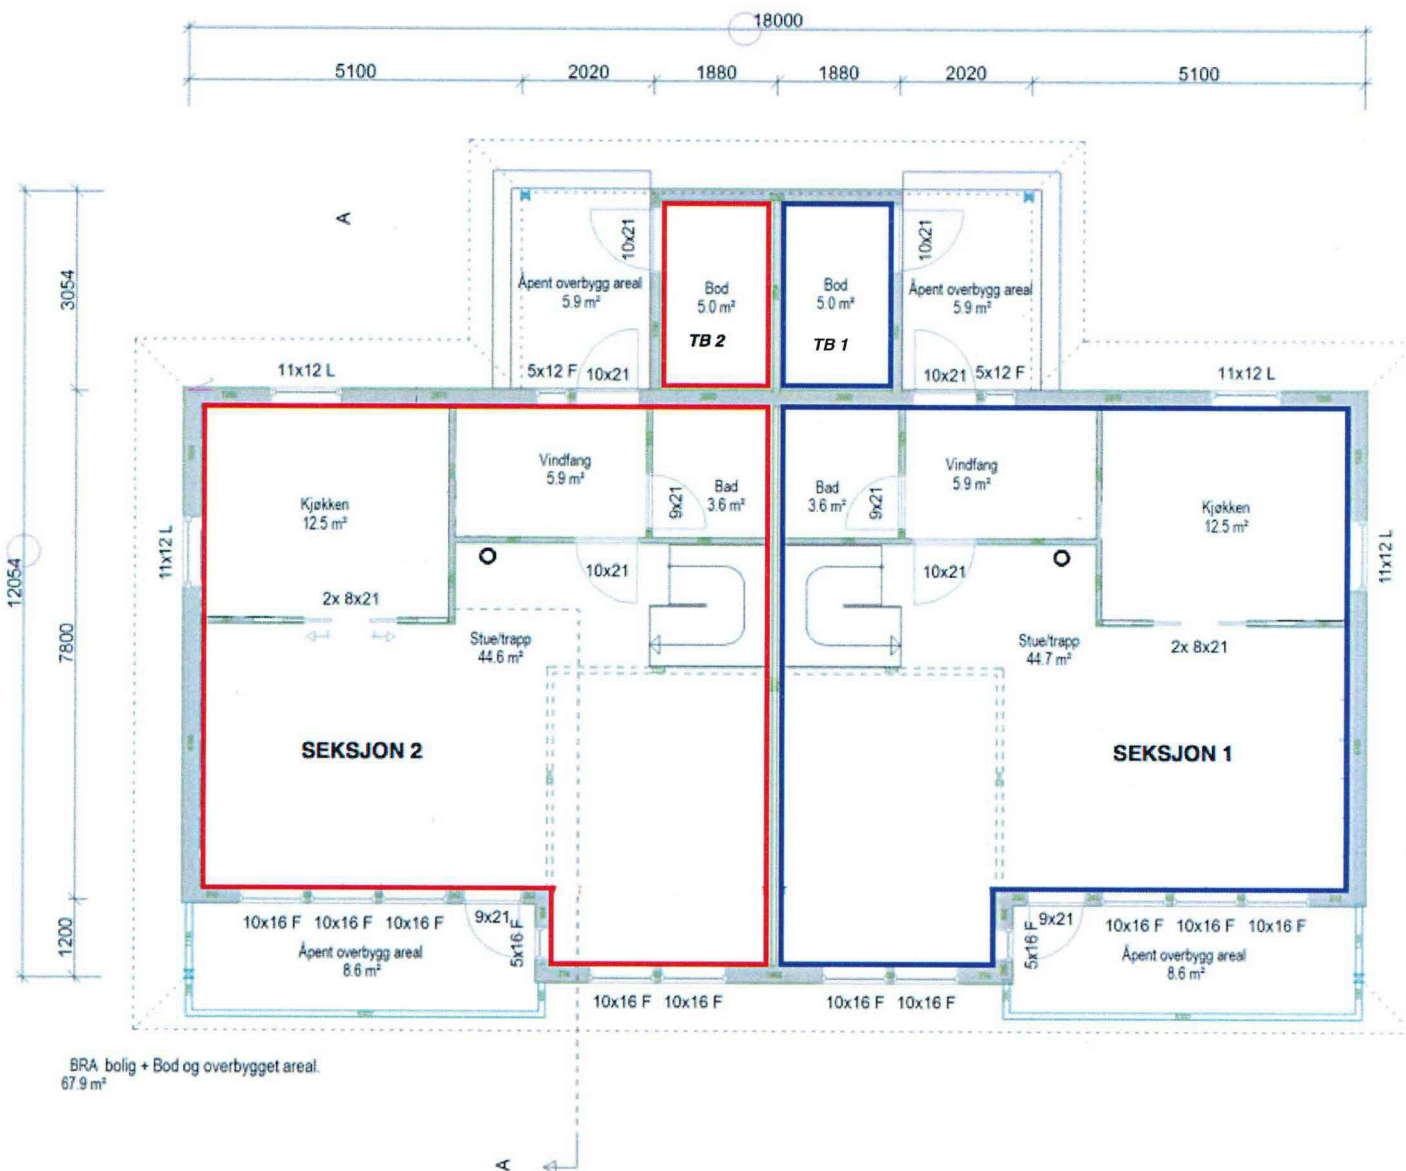 18000
5100 2020 1880 1880 2020 5100
A
3054
10x21
10x21
Åpent overbygg areal
5.9 m²
Bod
5.0 m²
TB 2
Bod
5.0 m²
TB 1
Åpent overbygg areal
5.9 m²
11x12 L
5x12 F 10x21
10x21 5x12 F
11x12 L
Kjøkken
12.5 m²
Vindfang
5.9 m²
9x21
Bad
3.6 m²
Bad
3.6 m²
9x21
Vindfang
5.9 m²
Kjøkken
12.5 m²
12054
7800
11x12 L
11x12 L
10x21
10x21
2x 8x21
Stue/trapp
44.6 m²
Stue/trapp
44.7 m²
2x 8x21
SEKSJON 2
SEKSJON 1
1200
10x16 F 10x16 F 10x16 F
9x21
5x16 F
Åpent overbygg areal
8.6 m²
9x21
5x16 F
10x16 F 10x16 F 10x16 F
Åpent overbygg areal
8.6 m²
10x16 F 10x16 F
10x16 F 10x16 F
BRA bolig + Bod og overbygget areal.
67.9 m²
A